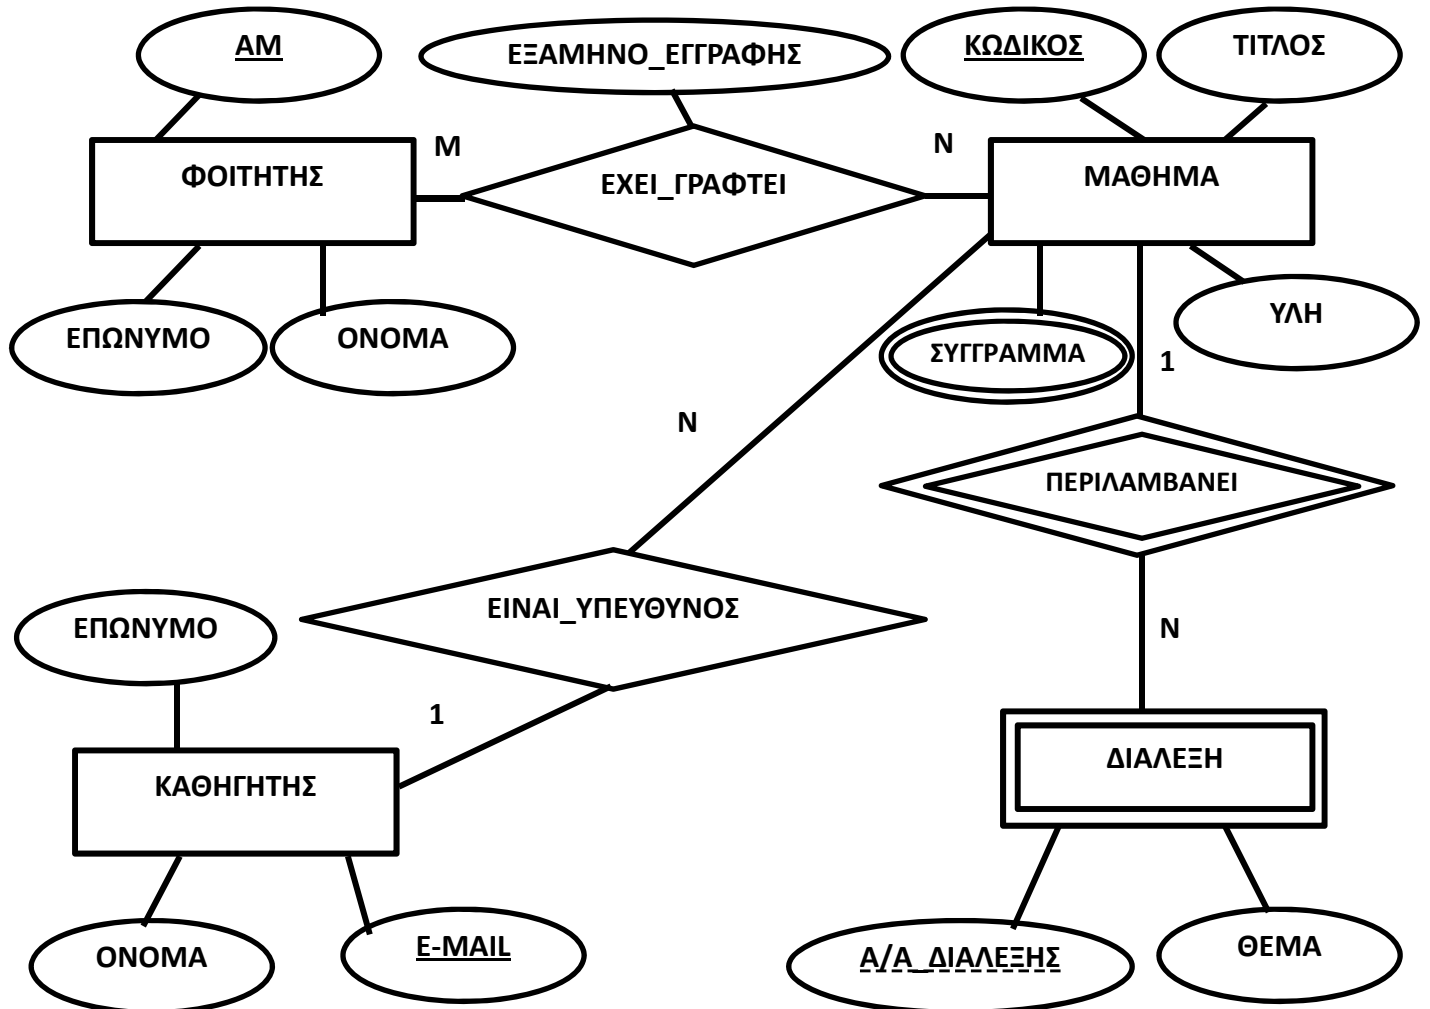 ΑΜ
ΕΞΑΜΗΝΟ_ΕΓΓΡΑΦΗΣ
ΚΩΔΙΚΟΣ
ΤΙΤΛΟΣ
ΦΟΙΤΗΤΗΣ
M
ΕΧΕΙ_ΓΡΑΦΤΕΙ
N
ΜΑΘΗΜΑ
ΕΠΩΝΥΜΟ
ΟΝΟΜΑ
ΣΥΓΓΡΑΜΜΑ
1
ΥΛΗ
N
ΠΕΡΙΛΑΜΒΑΝΕΙ
ΕΠΩΝΥΜΟ
ΕΙΝΑΙ_ΥΠΕΥΘΥΝΟΣ
N
1
ΚΑΘΗΓΗΤΗΣ
ΔΙΑΛΕΞΗ
ΟΝΟΜΑ
E-MAIL
Α/Α_ΔΙΑΛΕΞΗΣ
ΘΕΜΑ